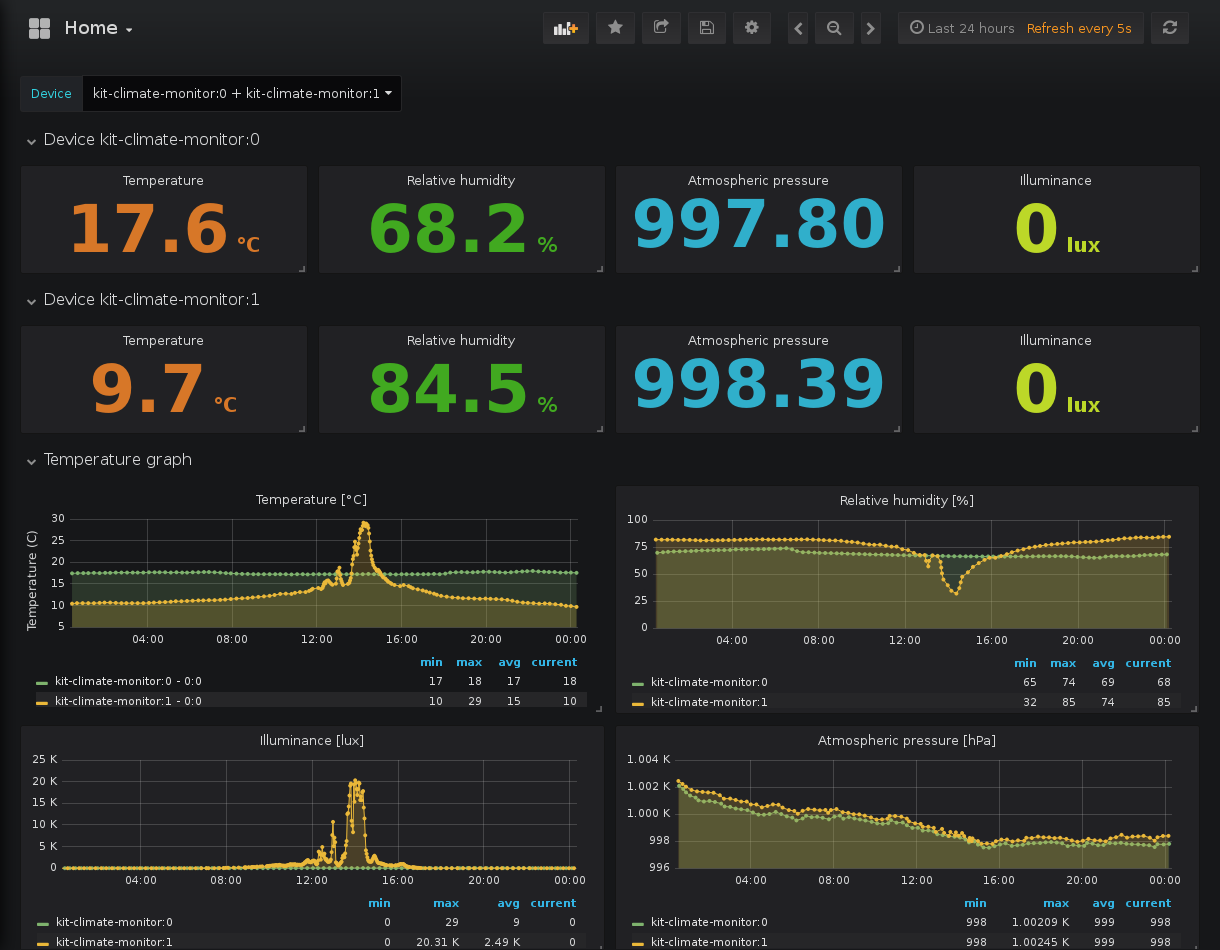 Home
Last 24 hours Refresh every 5s
Device kit-climate-monitor:0 + kit-climate-monitor:1
Device kit-climate-monitor:0
Temperature Relative humidity Atmospheric pressure Illuminance
17.6 °C 68.2 % 997.80 0 lux
Device kit-climate-monitor:1
Temperature Relative humidity Atmospheric pressure Illuminance
9.7 °C 84.5 % 998.39 0 lux
Temperature graph
Temperature [°C]
Temperature (C)
30
25
20
15
10
5
04:00 08:00 12:00 16:00 20:00 00:00
min max avg current
kit-climate-monitor:0 - 0:0 17 18 17 18
kit-climate-monitor:1 - 0:0 10 29 15 10
Relative humidity [%]
100
75
50
25
0
04:00 08:00 12:00 16:00 20:00 00:00
min max avg current
kit-climate-monitor:0 65 74 69 68
kit-climate-monitor:1 32 85 74 85
Illuminance [lux]
25 K
20 K
15 K
10 K
5 K
0
04:00 08:00 12:00 16:00 20:00 00:00
min max avg current
kit-climate-monitor:0 0 29 9 0
kit-climate-monitor:1 0 20.31 K 2.49 K 0
Atmospheric pressure [hPa]
1.004 K
1.002 K
1.000 K
998
996
04:00 08:00 12:00 16:00 20:00 00:00
min max avg current
kit-climate-monitor:0 998 1.00209 K 999 998
kit-climate-monitor:1 998 1.00245 K 999 998